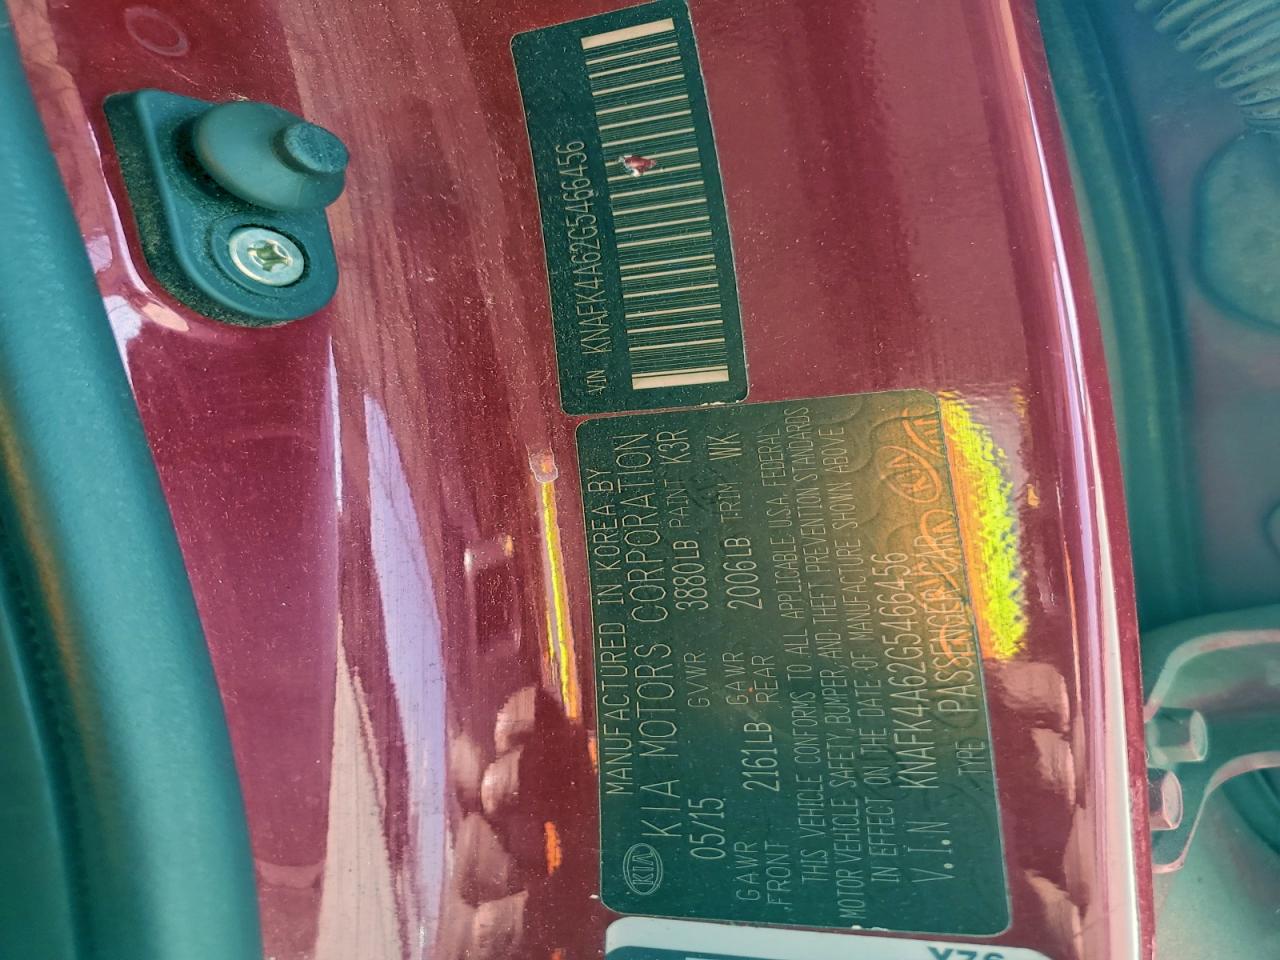 VIN KNAFK4A62G5466456
MANUFACTURED IN KOREA BY
KIA KIA MOTORS CORPORATION
05/15 GVWR 3880LB PAINT K3R
GAWR FRONT 2161LB GAWR REAR 2006LB TRIM WK
THIS VEHICLE CONFORMS TO ALL APPLICABLE U.S.A. FEDERAL
MOTOR VEHICLE SAFETY, BUMPER, AND THEFT PREVENTION STANDARDS
IN EFFECT ON THE DATE OF MANUFACTURE SHOWN ABOVE
V.I.N KNAFK4A62G5466456
TYPE PASSENGER CAR